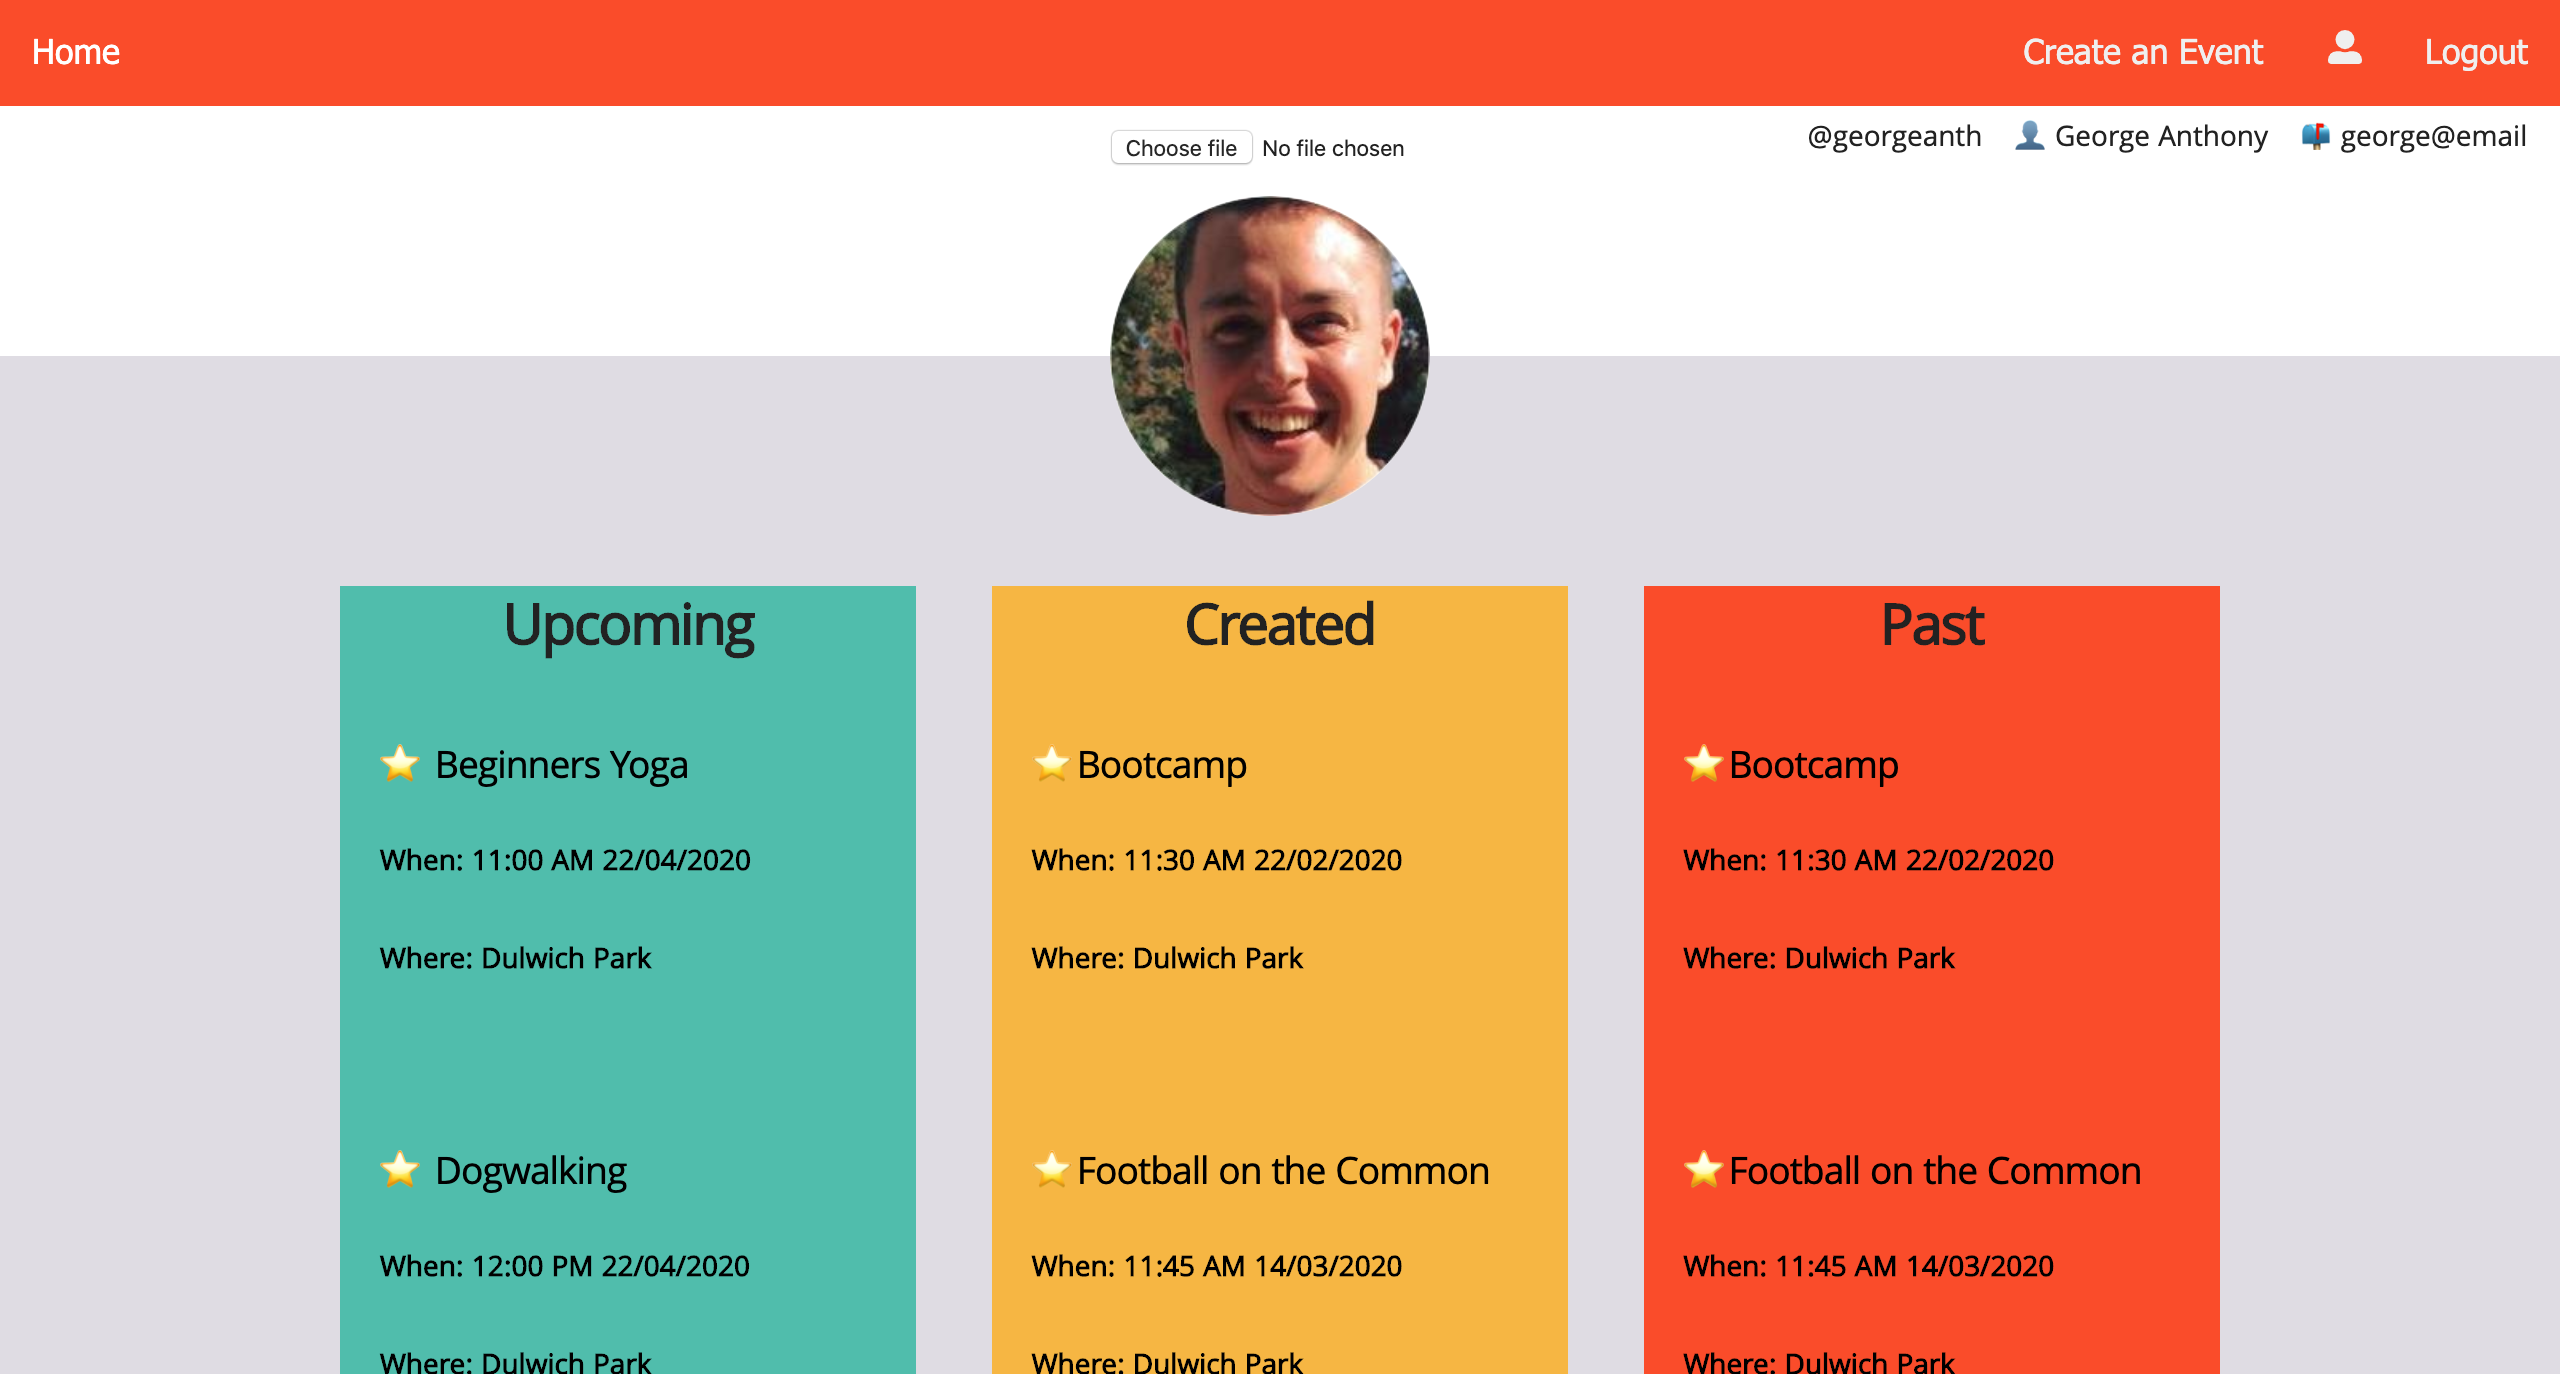 Home
Create an Event
Logout
Choose file No file chosen
@georgeanth George Anthony george@email
Upcoming
Beginners Yoga
When: 11:00 AM 22/04/2020
Where: Dulwich Park
Dogwalking
When: 12:00 PM 22/04/2020
Where: Dulwich Park
Created
Bootcamp
When: 11:30 AM 22/02/2020
Where: Dulwich Park
Football on the Common
When: 11:45 AM 14/03/2020
Where: Dulwich Park
Past
Bootcamp
When: 11:30 AM 22/02/2020
Where: Dulwich Park
Football on the Common
When: 11:45 AM 14/03/2020
Where: Dulwich Park